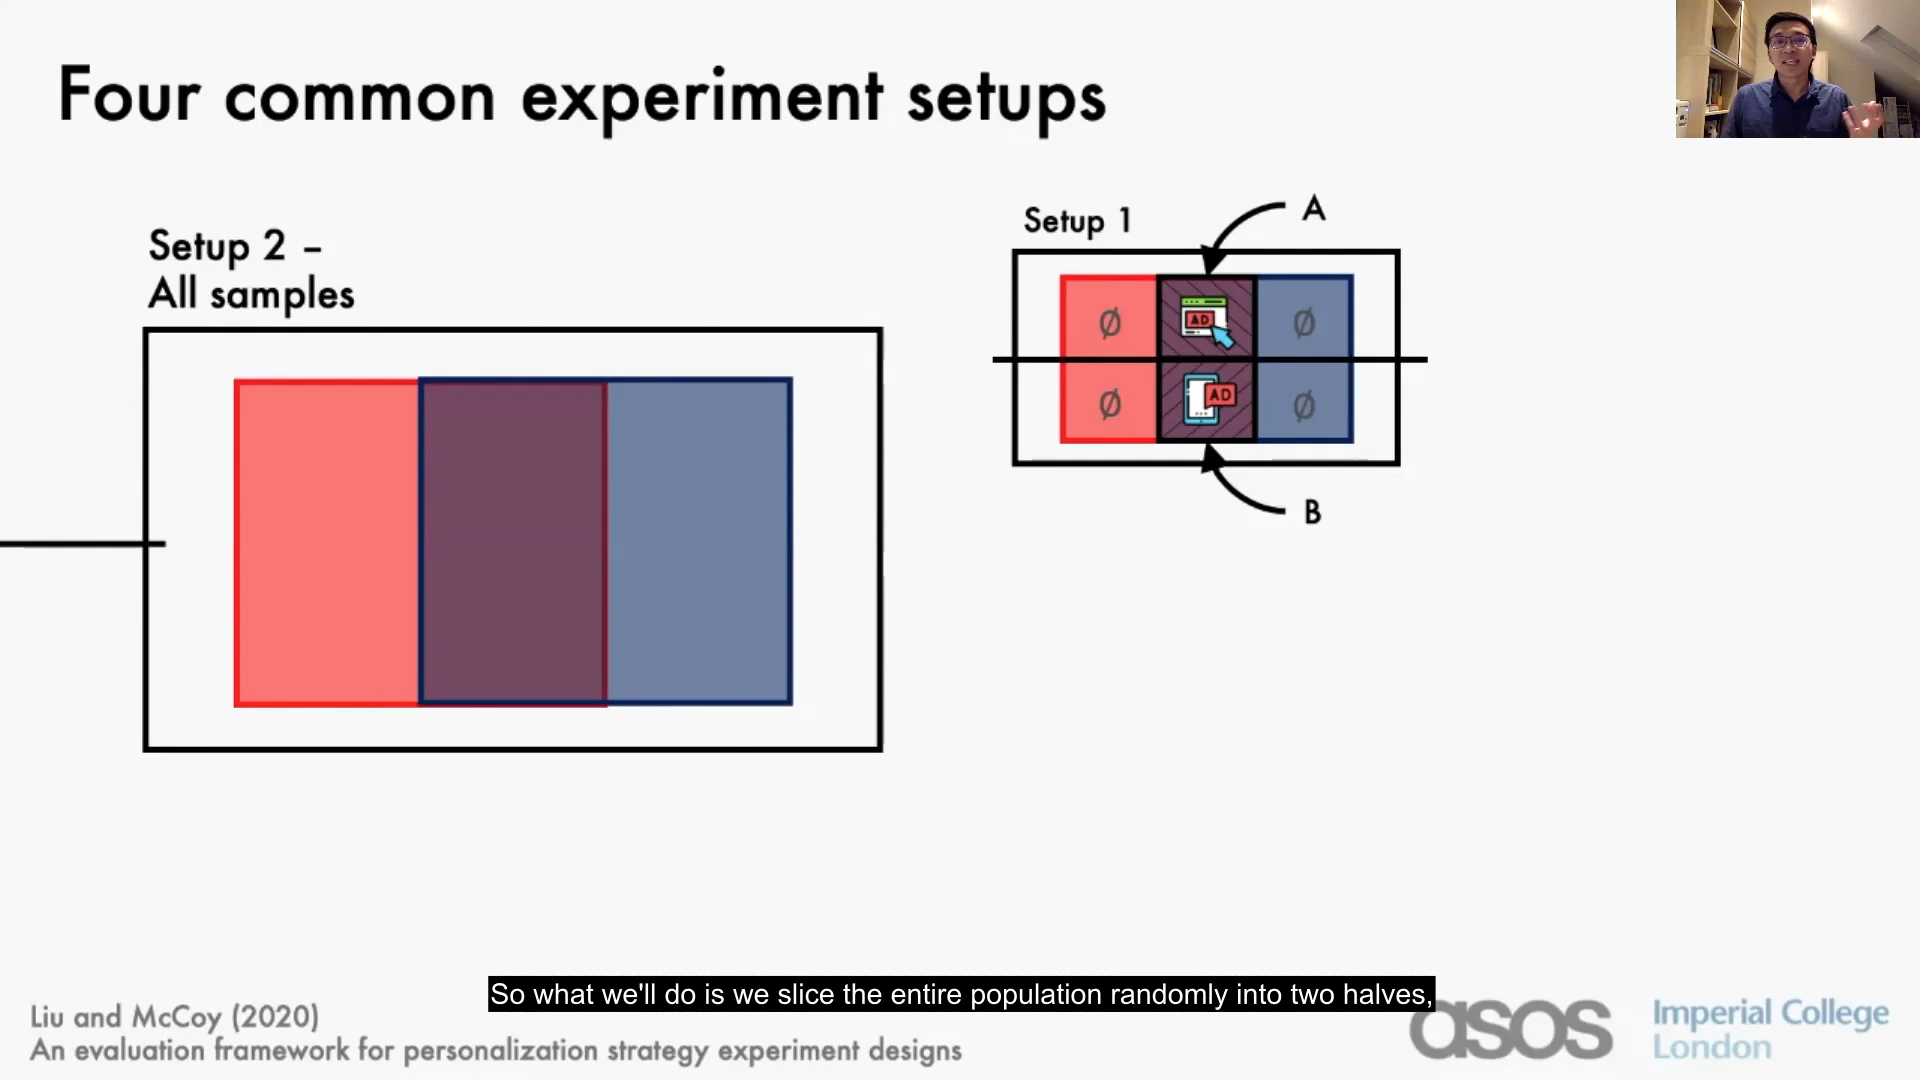 Four common experiment setups
Setup 2 –
All samples
Setup 1
A
Ø
AD
Ø
Ø
AD
Ø
B
So what we'll do is we slice the entire population randomly into two halves,
Liu and McCoy (2020)
An evaluation framework for personalization strategy experiment designs
asos
Imperial College
London